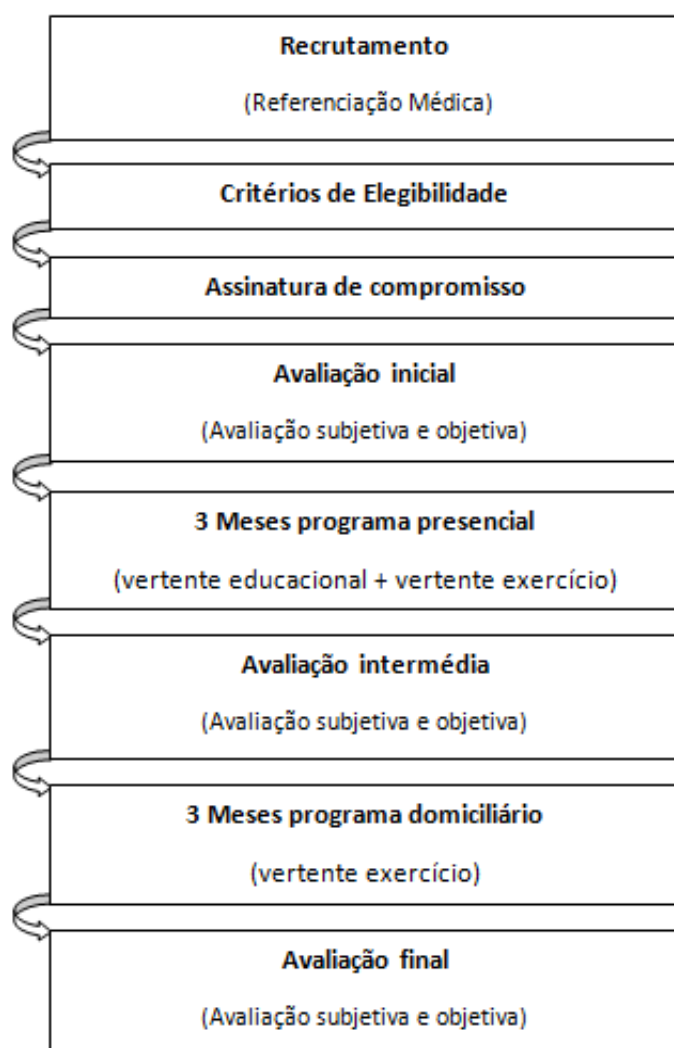 Recrutamento
(Referenciação Médica)
Critérios de Elegibilidade
Assinatura de compromisso
Avaliação inicial
(Avaliação subjetiva e objetiva)
3 Meses programa presencial
(vertente educacional + vertente exercício)
Avaliação intermédia
(Avaliação subjetiva e objetiva)
3 Meses programa domiciliário
(vertente exercício)
Avaliação final
(Avaliação subjetiva e objetiva)